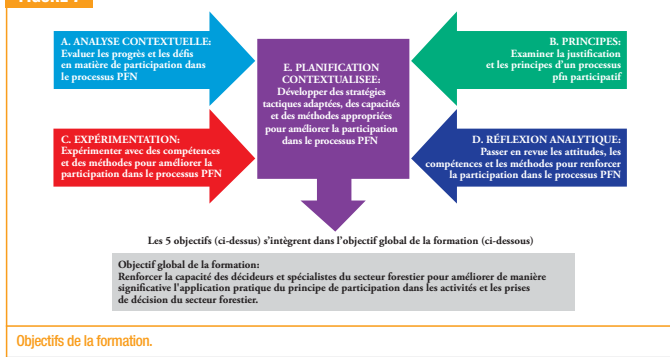 A. ANALYSE CONTEXTUELLE:
Evaluer les progrès et les défis
en matière de participation dans
le processus PFN
B. PRINCIPES:
Examiner la justification
et les principes d'un processus
pfn participatif
E. PLANIFICATION
CONTEXTUALISEE:
Développer des stratégies
tactiques adaptées, des capacités
et des méthodes appropriées
pour améliorer la participation
dans le processus PFN
C. EXPÉRIMENTATION:
Expérimenter avec des compétences
et des méthodes pour améliorer la
participation dans le processus PFN
D. RÉFLEXION ANALYTIQUE:
Passer en revue les attitudes, les
compétences et les méthodes pour renforcer
la participation dans le processus PFN
Les 5 objectifs (ci-dessus) s'intègrent dans l'objectif global de la formation (ci-dessous)
Objectif global de la formation:
Renforcer la capacité des décideurs et spécialistes du secteur forestier pour améliorer de manière
significative l'application pratique du principe de participation dans les activités et les prises
de décision du secteur forestier.
Objectifs de la formation.